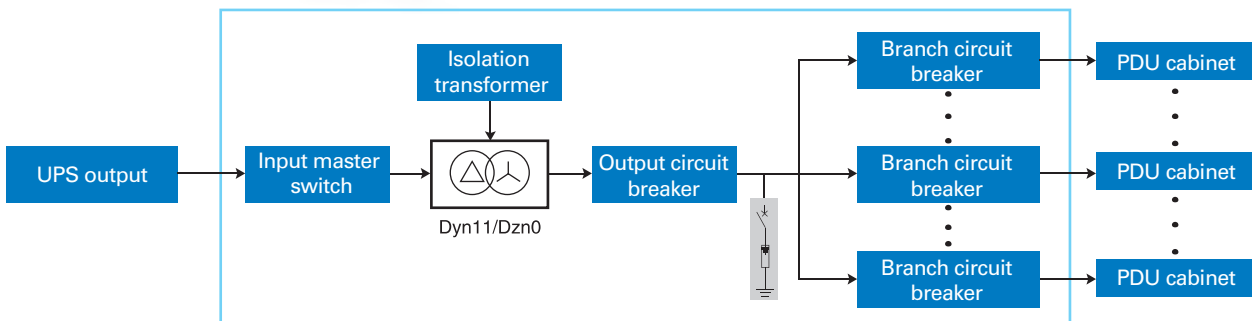 UPS output
Input master
switch
Isolation
transformer
Dyn11/Dzn0
Output circuit
breaker
Branch circuit
breaker
PDU cabinet
Branch circuit
breaker
PDU cabinet
Branch circuit
breaker
PDU cabinet